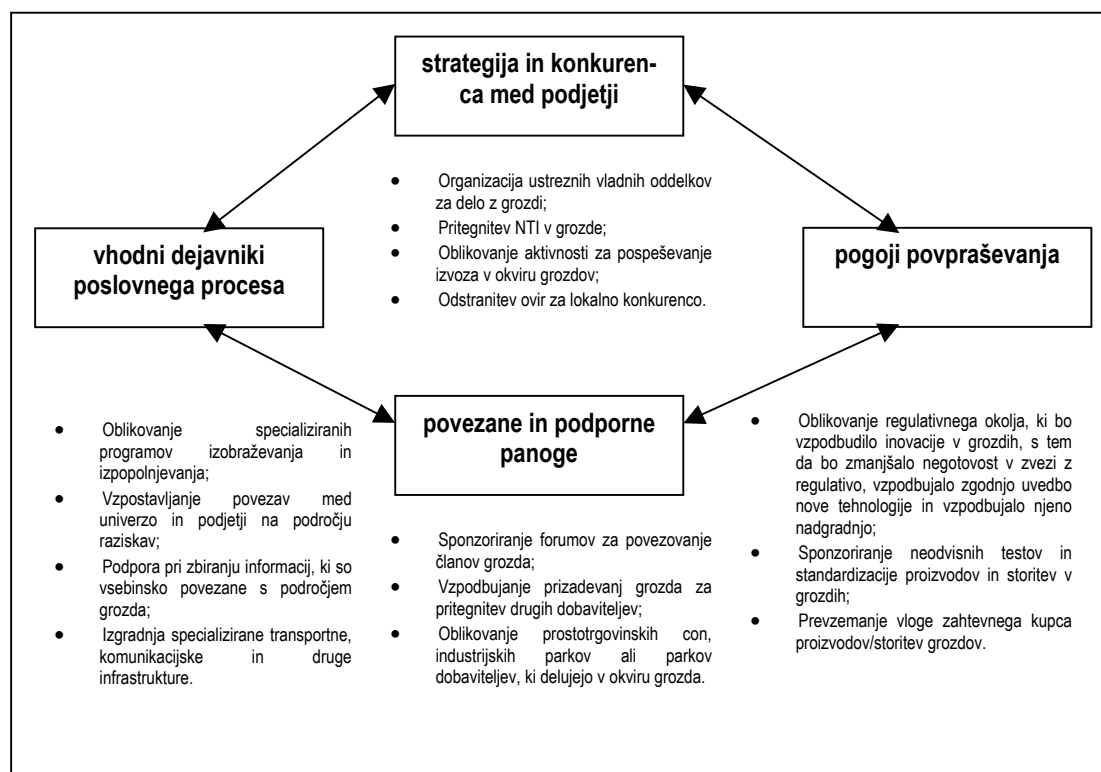 strategija in konkuren-
ca med podjetji
• Organizacija ustreznih vladnih oddelkov
za delo z grozdi;
• Pritegnitev NTI v grozde;
• Oblikovanje aktivnosti za pospeševanje
izvoza v okviru grozdov;
• Odstranitev ovir za lokalno konkurenco.
vhodni dejavniki
poslovnega procesa
pogoji povpraševanja
povezane in podporne
panoge
• Oblikovanje specializiranih
programov izobraževanja in
izpopolnjevanja;
• Vzpostavljanje povezav med
univerzo in podjetji na področju
raziskav;
• Podpora pri zbiranju informacij, ki so
vsebinsko povezane s področjem
grozda;
• Izgradnja specializirane transportne,
komunikacijske in druge
infrastrukture.
• Sponzoriranje forumov za povezovanje
članov grozda;
• Vzpodbujanje prizadevanj grozda za
pritegnitev drugih dobaviteljev;
• Oblikovanje prostotrgovinskih con,
industrijskih parkov ali parkov
dobaviteljev, ki delujejo v okviru grozda.
• Oblikovanje regulativnega okolja, ki bo
vzpodbudilo inovacije v grozdih, s tem
da bo zmanjšalo negotovost v zvezi z
regulativo, vzpodbujalo zgodnjo uvedbo
nove tehnologije in vzpodbujalo njeno
nadgradnjo;
• Sponzoriranje neodvisnih testov in
standardizacije proizvodov in storitev v
grozdih;
• Prevzemanje vloge zahtevnega kupca
proizvodov/storitev grozdov.